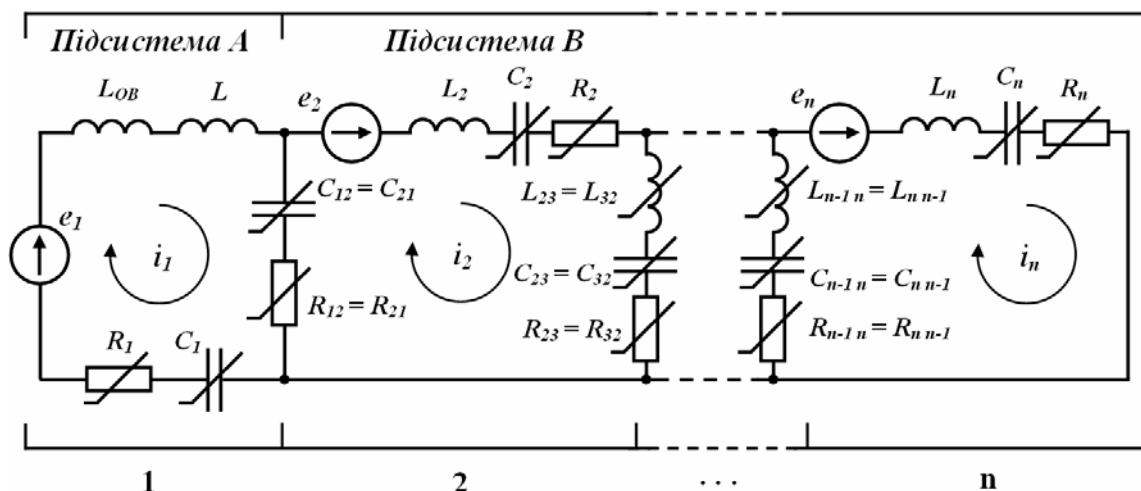 Підсистема А Підсистема В
L_OB L e_2 L_2 C_2 R_2 e_n L_n C_n R_n
C_12 = C_21 L_23 = L_32 L_n-1 n = L_n n-1
e_1 i_1 i_2 C_23 = C_32 C_n-1 n = C_n n-1 i_n
R_12 = R_21 R_23 = R_32 R_n-1 n = R_n n-1
R_1 C_1
1 2 · · · n